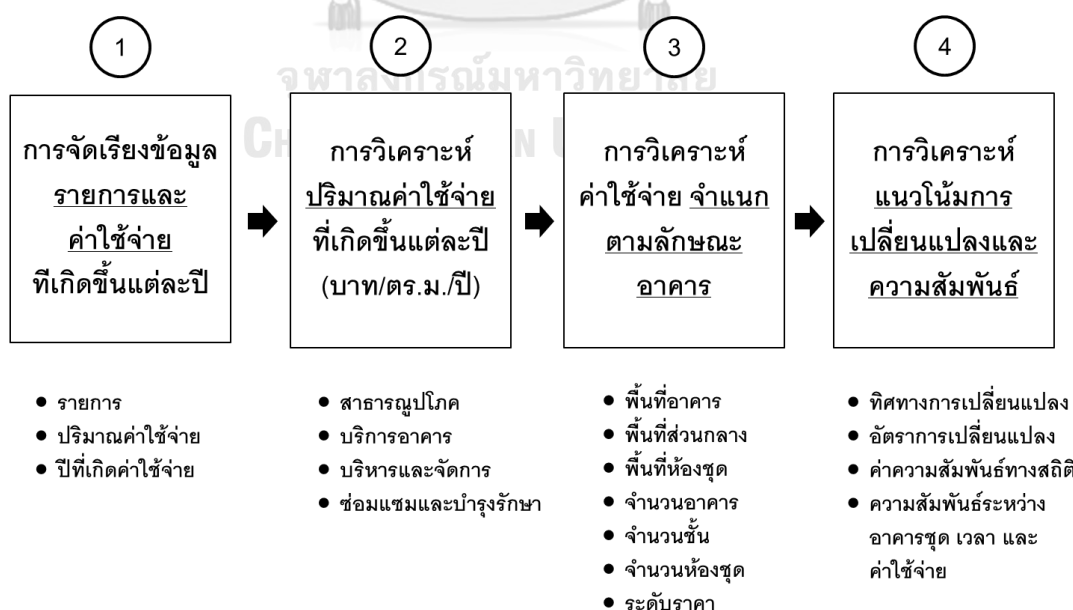 1
2
3
4
จุฬาลงกรณ์มหาวิทยาลัย
การจัดเรียงข้อมูล
รายการและ
ค่าใช้จ่าย
ที่เกิดขึ้นแต่ละปี
การวิเคราะห์
ปริมาณค่าใช้จ่าย
ที่เกิดขึ้นแต่ละปี
(บาท/ตร.ม./ปี)
การวิเคราะห์
ค่าใช้จ่าย จำแนก
ตามลักษณะ
อาคาร
การวิเคราะห์
แนวโน้มการ
เปลี่ยนแปลงและ
ความสัมพันธ์
● รายการ
● ปริมาณค่าใช้จ่าย
● ปีที่เกิดค่าใช้จ่าย
● สาธารณูปโภค
● บริการอาคาร
● บริหารและจัดการ
● ซ่อมแซมและบำรุงรักษา
● พื้นที่อาคาร
● พื้นที่ส่วนกลาง
● พื้นที่ห้องชุด
● จำนวนอาคาร
● จำนวนชั้น
● จำนวนห้องชุด
● ระดับราคา
● ทิศทางการเปลี่ยนแปลง
● อัตราการเปลี่ยนแปลง
● ค่าความสัมพันธ์ทางสถิติ
● ความสัมพันธ์ระหว่าง
อาคารชุด เวลา และ
ค่าใช้จ่าย